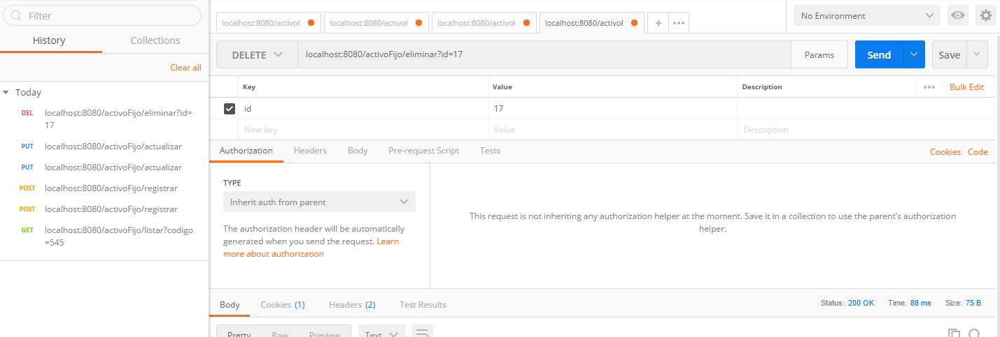 Filter
History Collections
Clear all
Today
DEL localhost:8080/activoFijo/eliminar?id=
17
PUT localhost:8080/activoFijo/actualizar
PUT localhost:8080/activoFijo/actualizar
POST localhost:8080/activoFijo/registrar
POST localhost:8080/activoFijo/registrar
GET localhost:8080/activoFijo/listar?codigo
=545
localhost:8080/activoF localhost:8080/activoF localhost:8080/activoF localhost:8080/activoF + •••
No Environment
DELETE localhost:8080/activoFijo/eliminar?id=17 Params Send Save
Key Value Description ••• Bulk Edit
id 17
New key Value Description
Authorization Headers Body Pre-request Script Tests Cookies Code
TYPE
Inherit auth from parent
The authorization header will be automatically
generated when you send the request. Learn
more about authorization
This request is not inheriting any authorization helper at the moment. Save it in a collection to use the parent's authorization
helper.
Body Cookies (1) Headers (2) Test Results Status: 200 OK Time: 88 ms Size: 75 B
Pretty Raw Preview Text